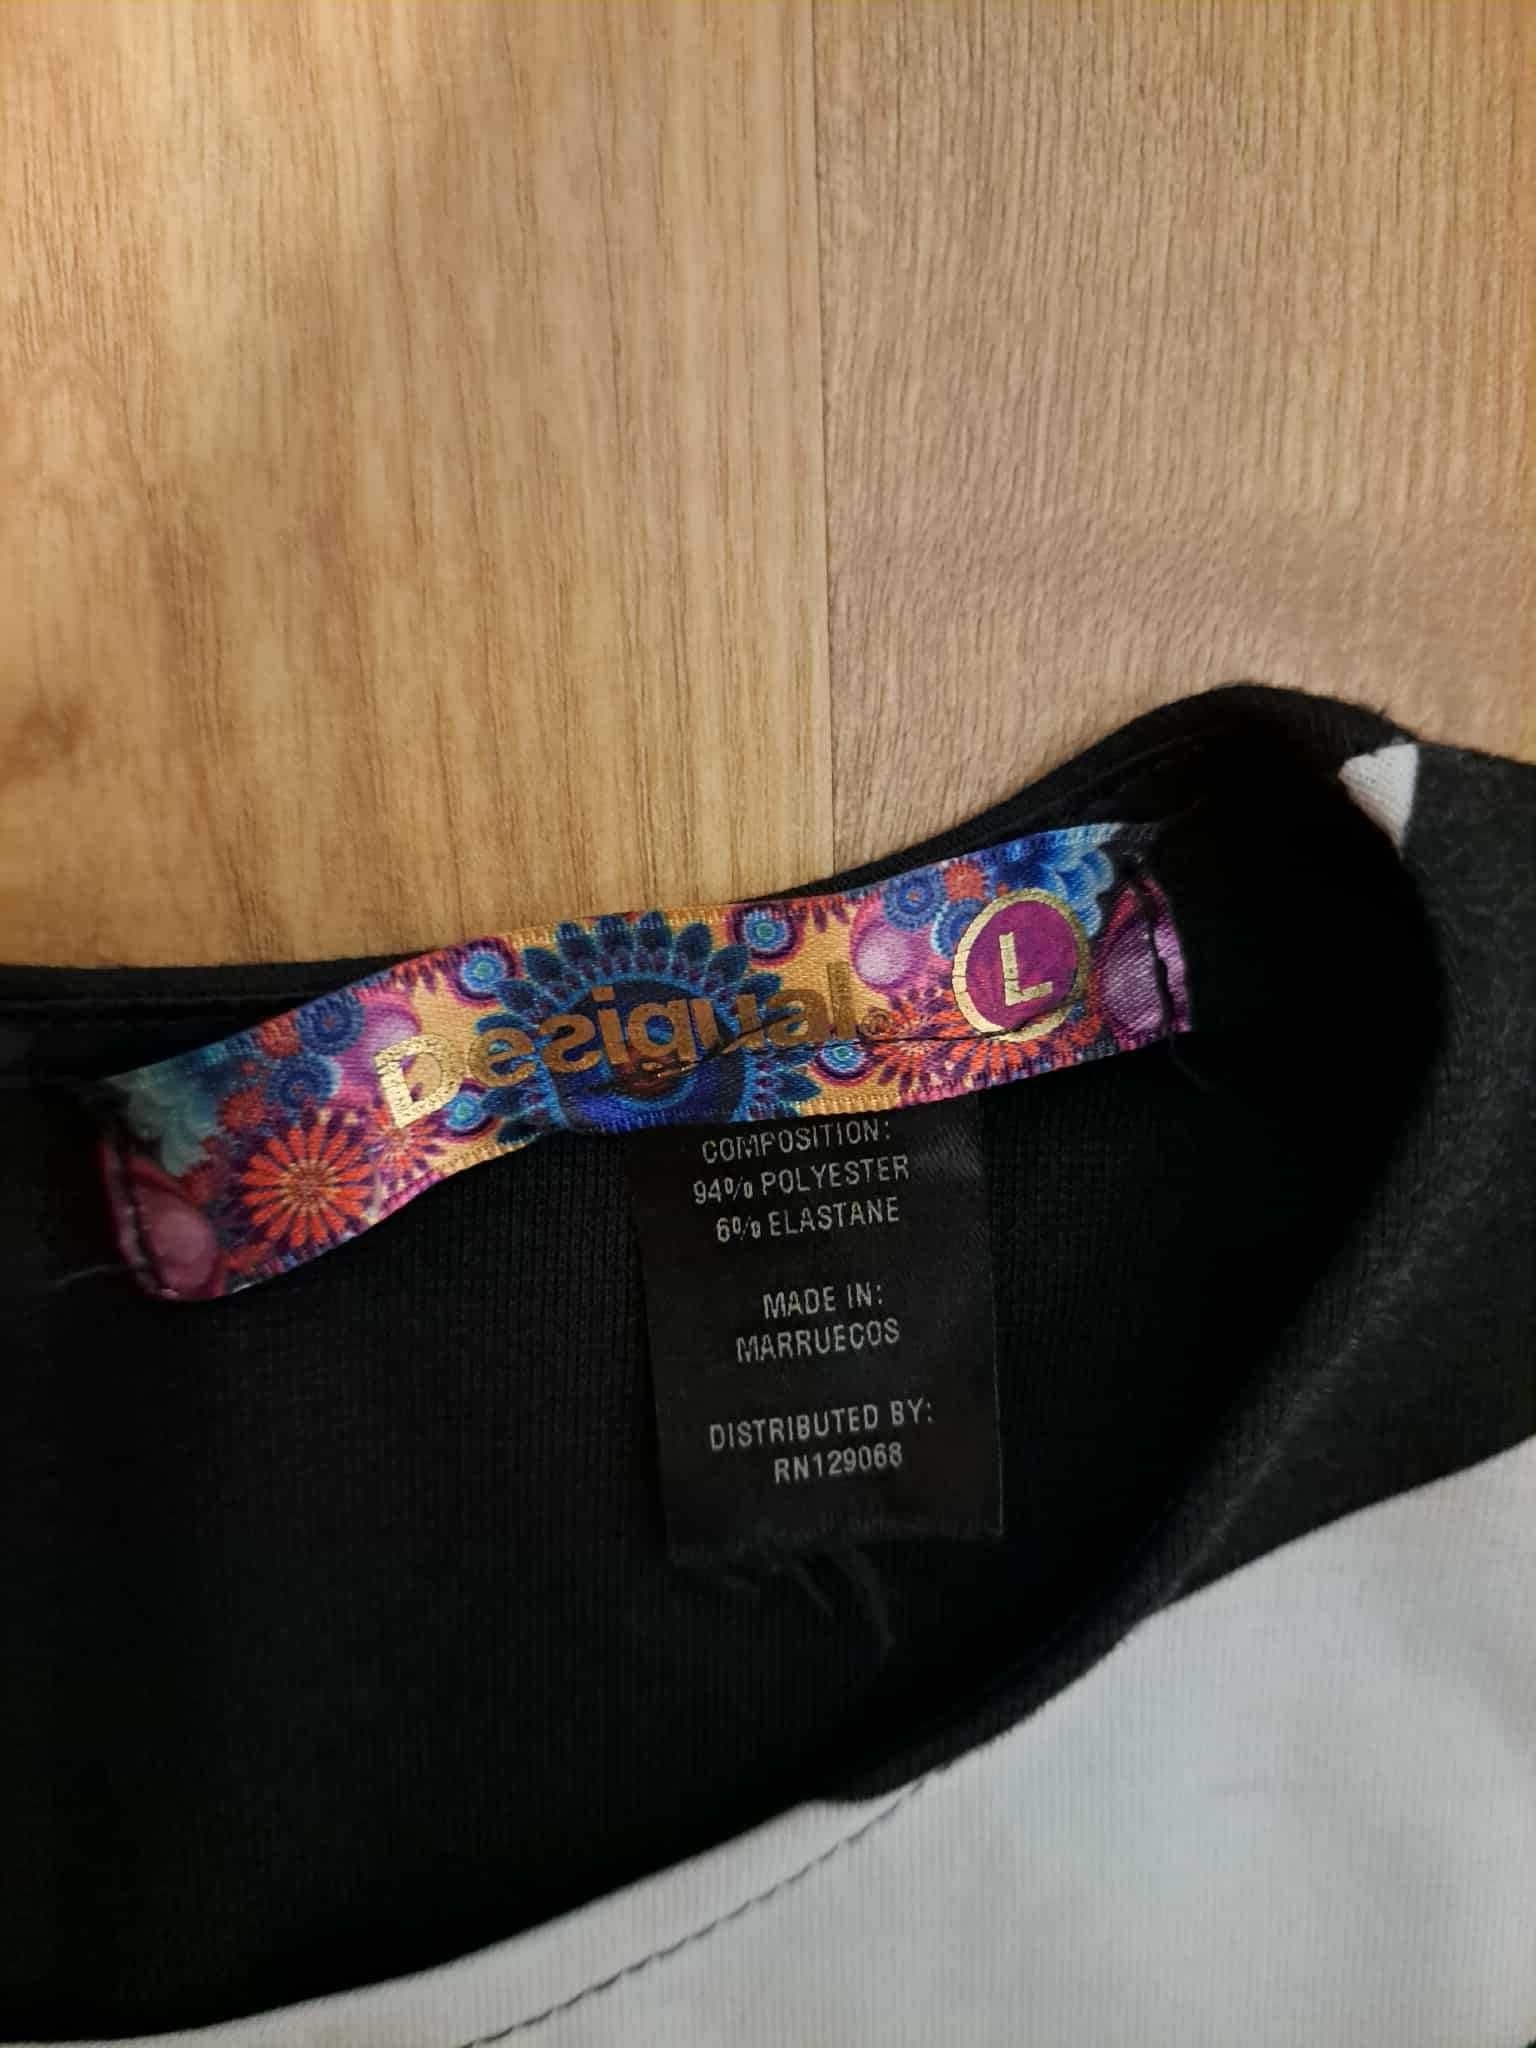 Desigual®
L
COMPOSITION:
94% POLYESTER
6% ELASTANE
MADE IN:
MARRUECOS
DISTRIBUTED BY:
RN129068